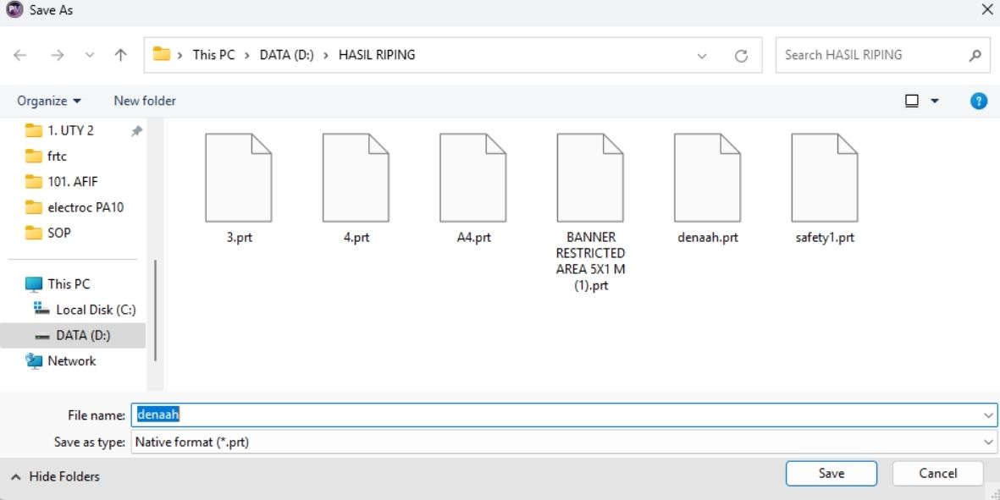 PM Save As
This PC > DATA (D:) > HASIL RIPING
Search HASIL RIPING
Organize
New folder
?
1. UTY 2
frtc
101. AFIF
electroc PA10
SOP
This PC
Local Disk (C:)
DATA (D:)
Network
3.prt
4.prt
A4.prt
BANNER
RESTRICTED
AREA 5X1 M
(1).prt
denaah.prt
safety1.prt
File name: denaah
Save as type: Native format (*.prt)
Hide Folders
Save
Cancel